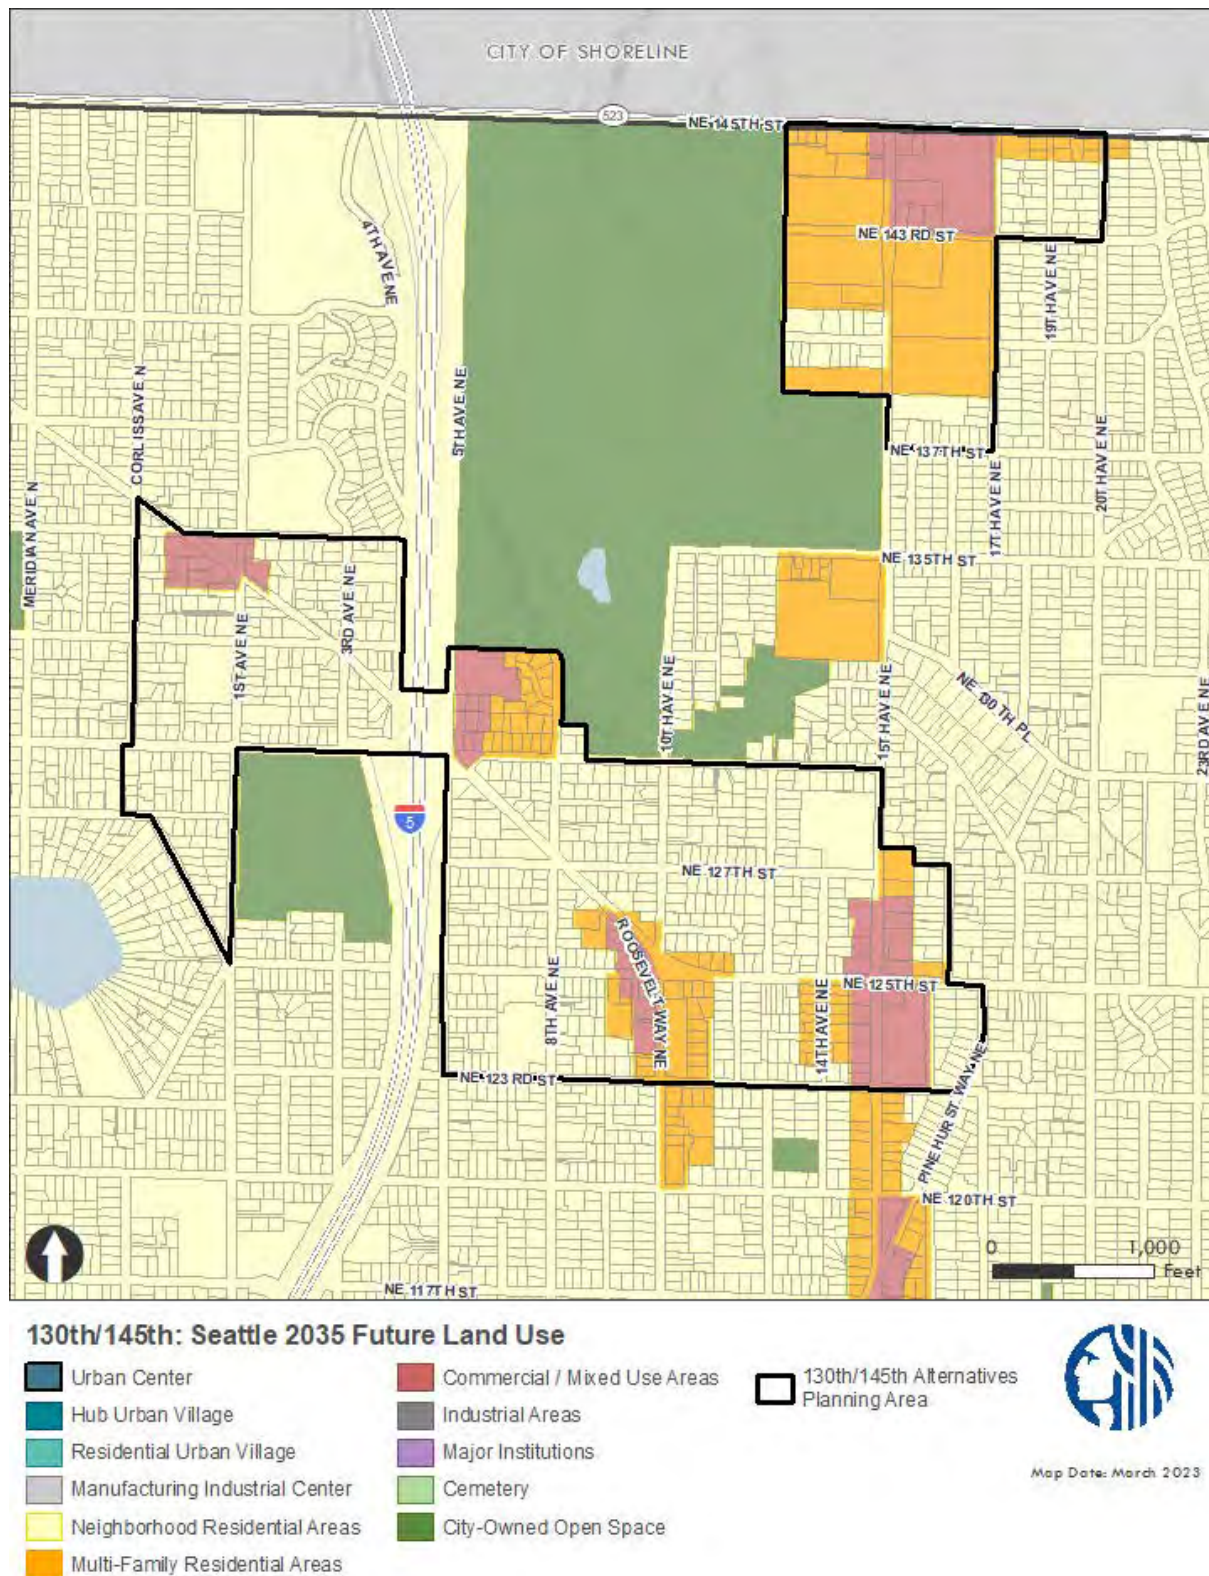 CITY OF SHORELINE
523
NE 145TH ST
NE 143RD ST
4TH AVE NE
19TH AVE NE
5TH AVE NE
CORLISS AVE N
20TH AVE NE
NE 137TH ST
17TH AVE NE
MERIDIAN AVE N
NE 135TH ST
3RD AVE NE
1ST AVE NE
10TH AVE NE
15TH AVE NE
NE 130TH PL
23RD AVE NE
5
NE 127TH ST
ROOSEVELT WAY NE
8TH AVE NE
14TH AVE NE
NE 125TH ST
NE 123RD ST
PINEHURST WAY NE
NE 120TH ST
0 1,000
Feet
NE 117TH ST
130th/145th: Seattle 2035 Future Land Use
Urban Center
Hub Urban Village
Residential Urban Village
Manufacturing Industrial Center
Neighborhood Residential Areas
Multi-Family Residential Areas
Commercial / Mixed Use Areas
Industrial Areas
Major Institutions
Cemetery
City-Owned Open Space
130th/145th Alternatives
Planning Area
Map Date: March 2023